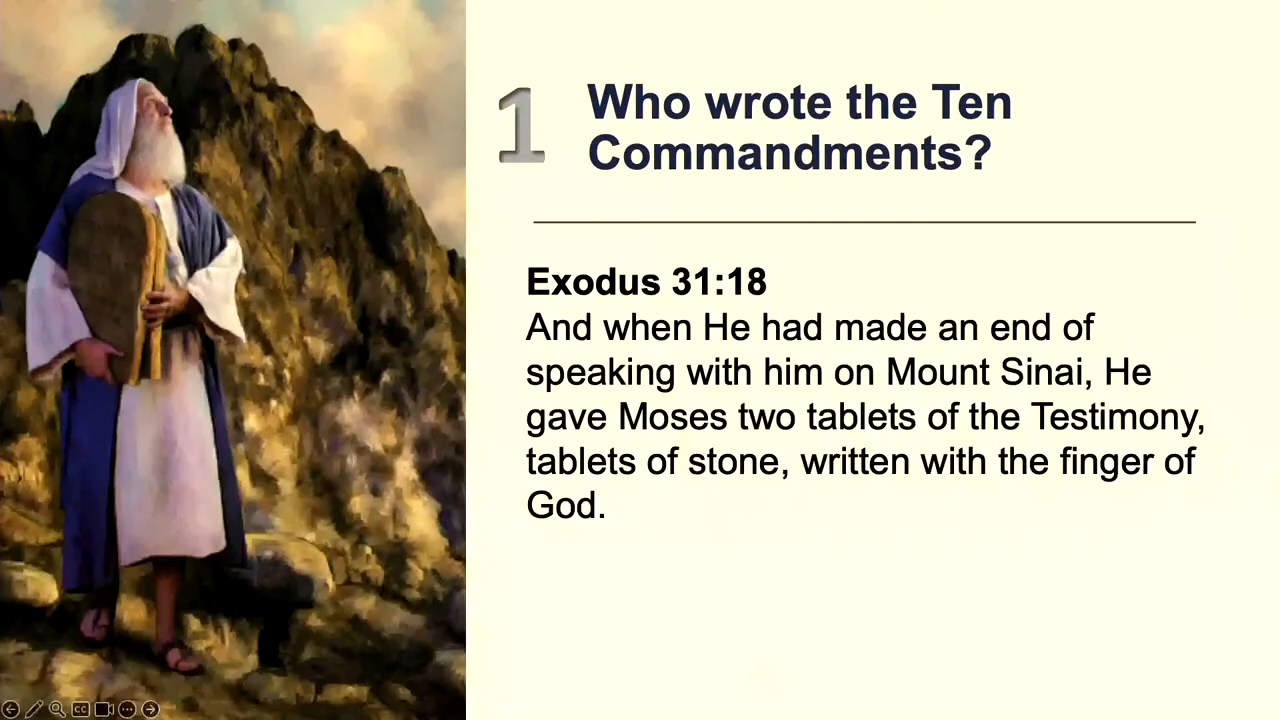 1
Who wrote the Ten
Commandments?
Exodus 31:18
And when He had made an end of
speaking with him on Mount Sinai, He
gave Moses two tablets of the Testimony,
tablets of stone, written with the finger of
God.
CC